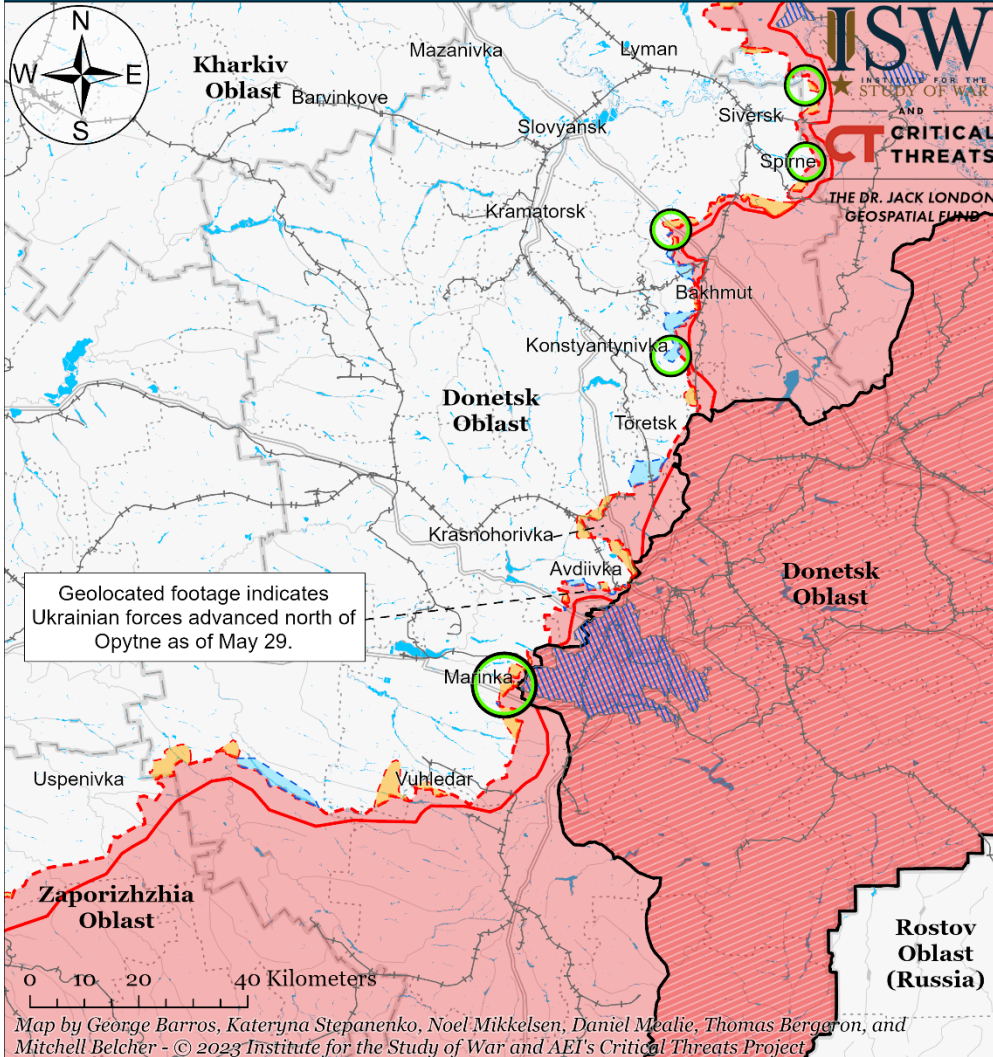 N
W
E
S
Kharkiv
Oblast
Mazanivka
Lyman
Barvinkove
Slovyansk
Siversk
Spirne
ISW
INSTITUTE FOR THE
STUDY OF WAR
AND
CT CRITICAL
THREATS
THE DR. JACK LONDON
GEOSPATIAL FUND
Kramatorsk
Bakhmut
Konstyantynivka
Donetsk
Oblast
Toretsk
Krasnohorivka
Avdiivka
Geolocated footage indicates
Ukrainian forces advanced north of
Opytne as of May 29.
Donetsk
Oblast
Marinka
Uspenivka
Vuhledar
Zaporizhzhia
Oblast
Rostov
Oblast
(Russia)
0 10 20 40 Kilometers
Map by George Barros, Kateryna Stepanenko, Noel Mikkelsen, Daniel Mealie, Thomas Bergeron, and
Mitchell Belcher - © 2023 Institute for the Study of War and AEI's Critical Threats Project